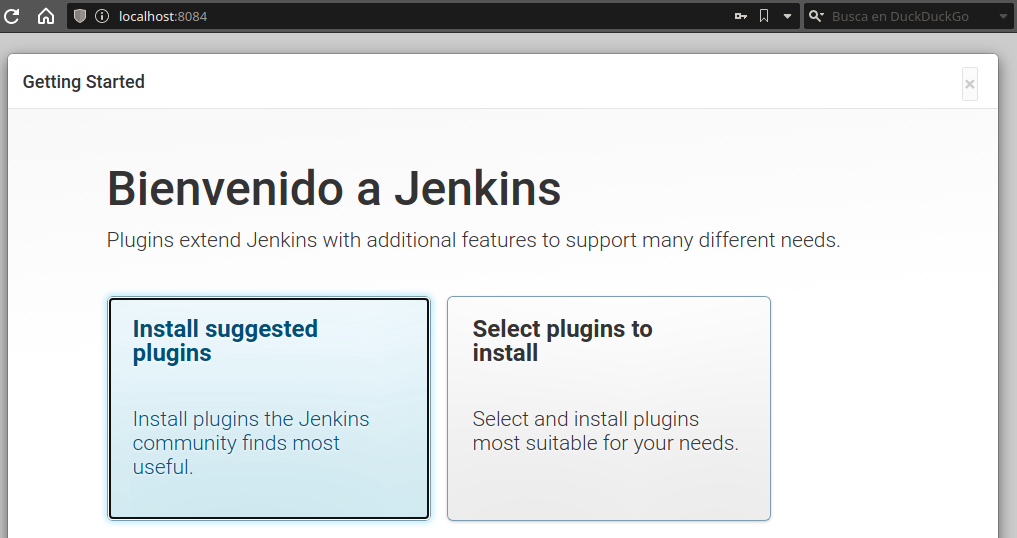 localhost:8084
Busca en DuckDuckGo
Getting Started
×
Bienvenido a Jenkins
Plugins extend Jenkins with additional features to support many different needs.
Install suggested
plugins
Install plugins the Jenkins
community finds most
useful.
Select plugins to
install
Select and install plugins
most suitable for your needs.